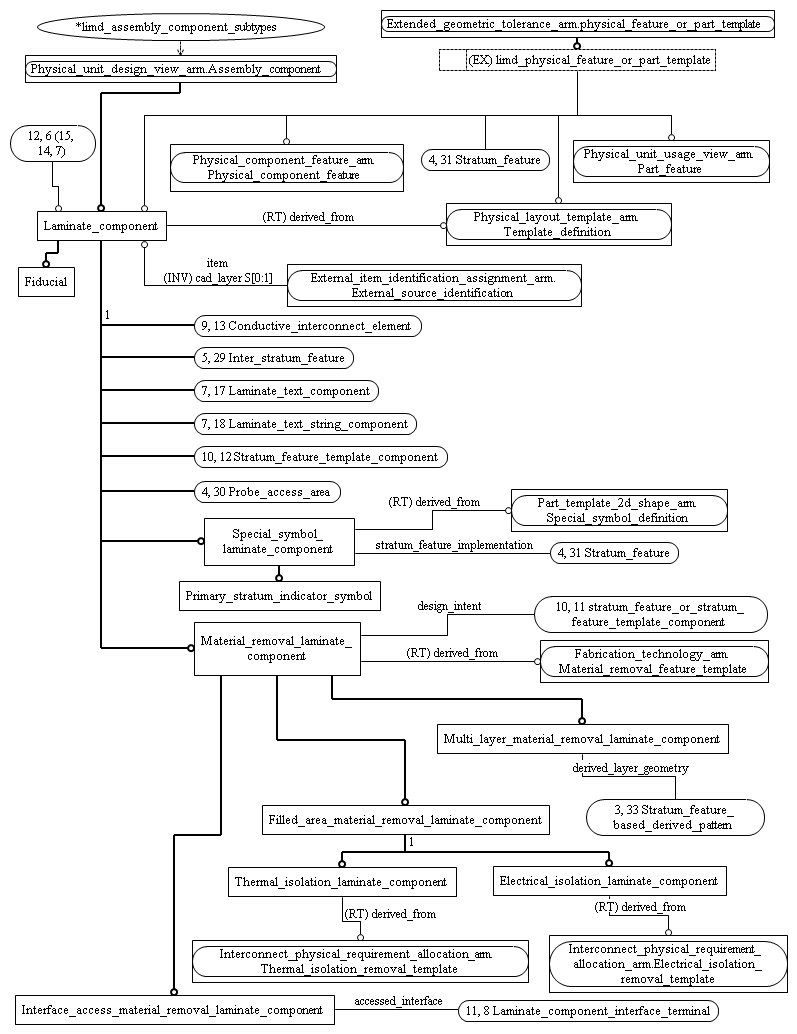 *limd_assembly_component_subtypes
Extended_geometric_tolerance_arm.physical_feature_or_part_template
Physical_unit_design_view_arm.Assembly_component
(EX) limd_physical_feature_or_part_template
12, 6 (15,
14, 7)
Physical_component_feature_arm.
Physical_component_feature
4, 31 Stratum_feature
Physical_unit_usage_view_arm.
Part_feature
Laminate_component
(RT) derived_from
Physical_layout_template_arm.
Template_definition
Fiducial
item
(INV) cad_layer S[0:1]
External_item_identification_assignment_arm.
External_source_identification
1
9, 13 Conductive_interconnect_element
5, 29 Inter_stratum_feature
7, 17 Laminate_text_component
7, 18 Laminate_text_string_component
10, 12Stratum_feature_template_component
4, 30 Probe_access_area
Special_symbol_
laminate_component
(RT) derived_from
Part_template_2d_shape_arm.
Special_symbol_definition
stratum_feature_implementation
4, 31 Stratum_feature
Primary_stratum_indicator_symbol
Material_removal_laminate_
component
design_intent
10, 11 stratum_feature_or_stratum_
feature_template_component
(RT) derived_from
Fabrication_technology_arm.
Material_removal_feature_template
Multi_layer_material_removal_laminate_component
derived_layer_geometry
3, 33 Stratum_feature_
based_derived_pattern
Filled_area_material_removal_laminate_component
1
Thermal_isolation_laminate_component
Electrical_isolation_laminate_component
(RT) derived_from
(RT) derived_from
Interconnect_physical_requirement_allocation_arm.
Thermal_isolation_removal_template
Interconnect_physical_requirement_
allocation_arm.Electrical_isolation_
removal_template
Interface_access_material_removal_laminate_component
accessed_interface
11, 8 Laminate_component_interface_terminal